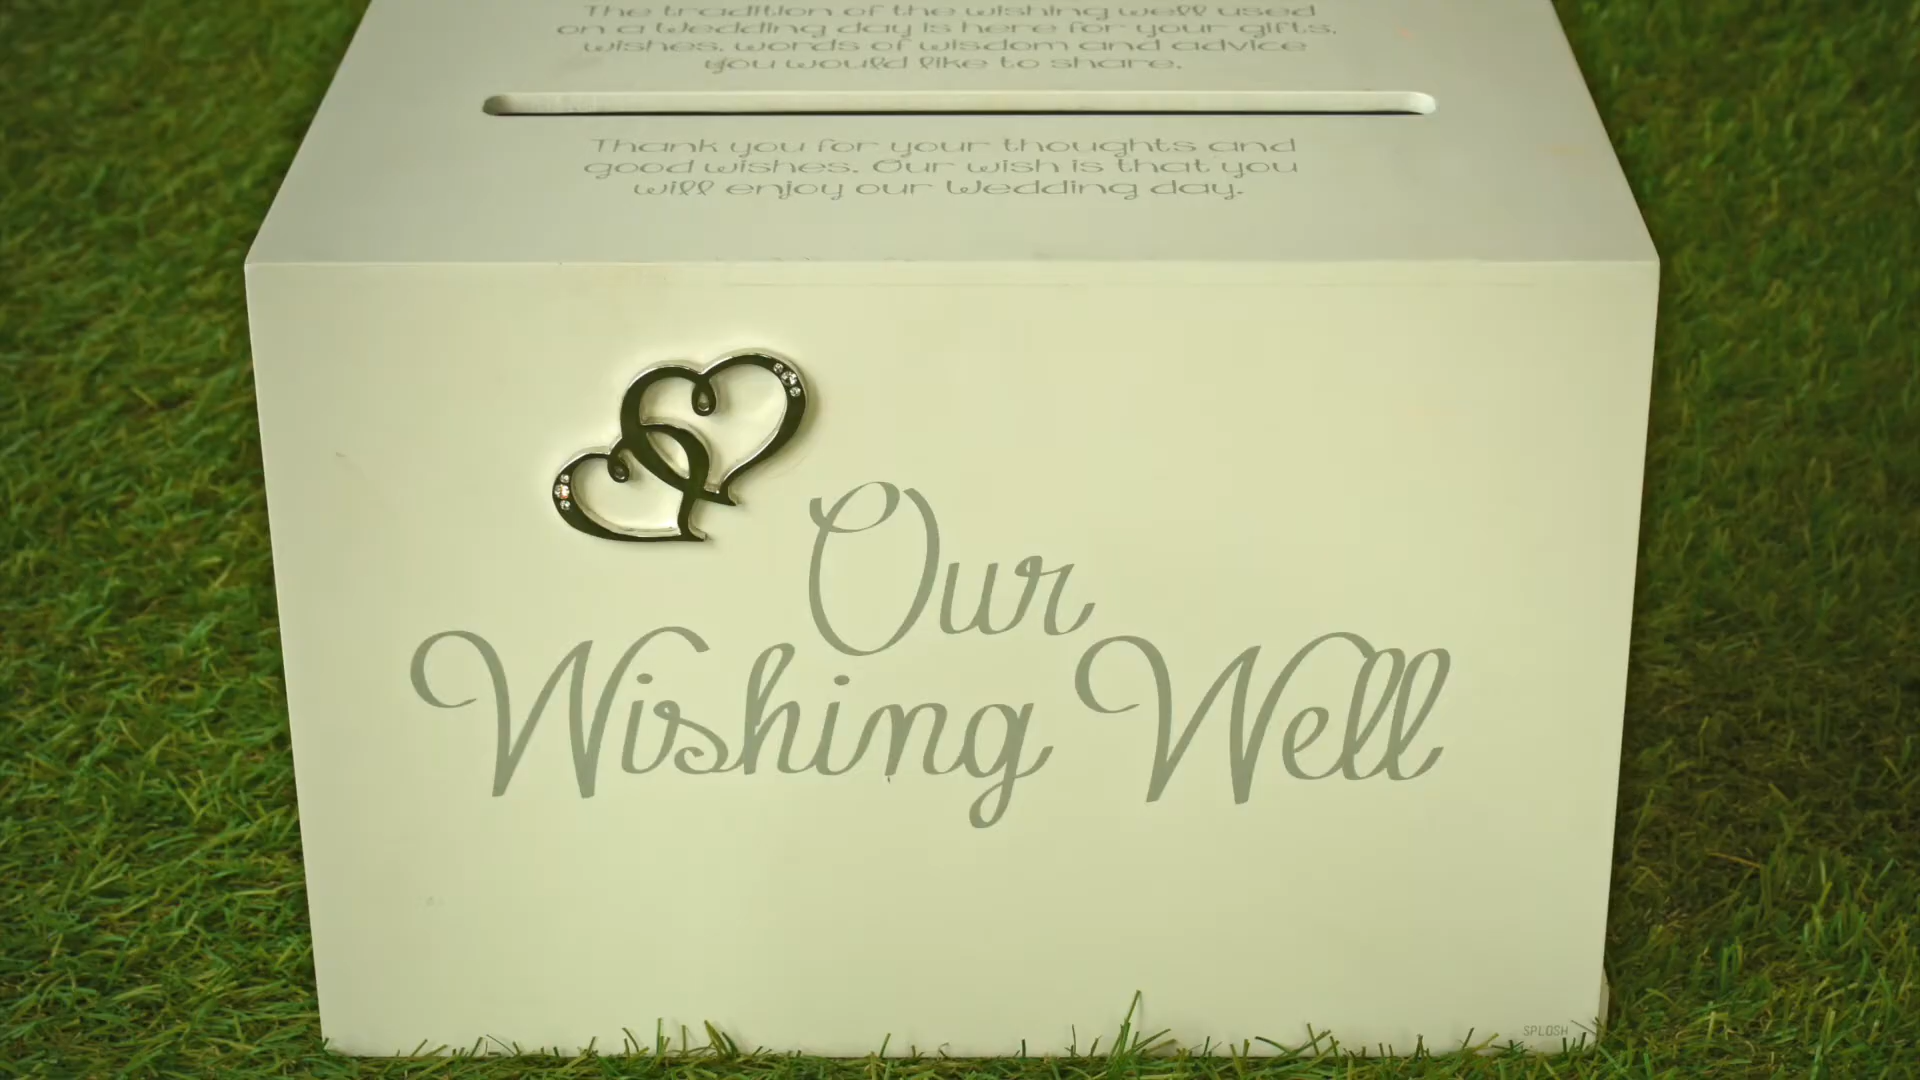 The tradition of the wishing well used
on a Wedding day is here for your gifts,
wishes, words of wisdom and advice
you would like to share.
Thank you for your thoughts and
good wishes. Our wish is that you
will enjoy our Wedding day.
Our
Wishing Well
SPLOSH